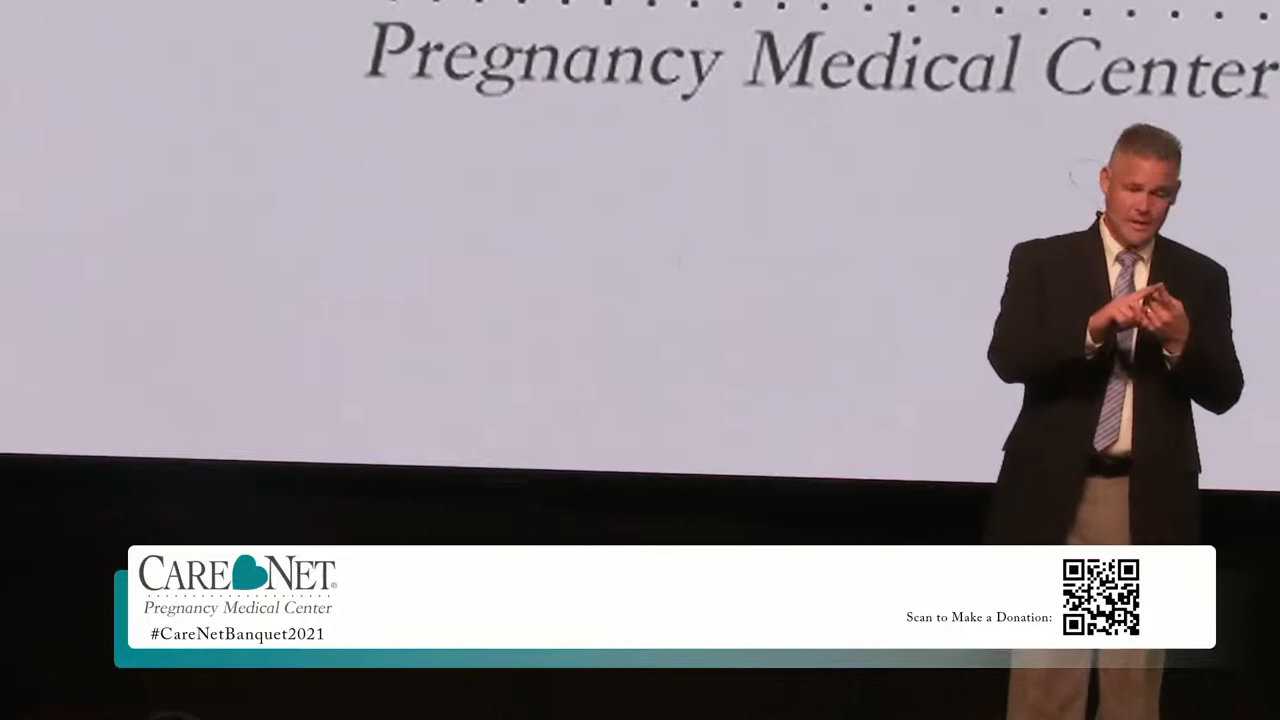 Pregnancy Medical Center
CARE NET®
Pregnancy Medical Center
#CareNetBanquet2021
Scan to Make a Donation: